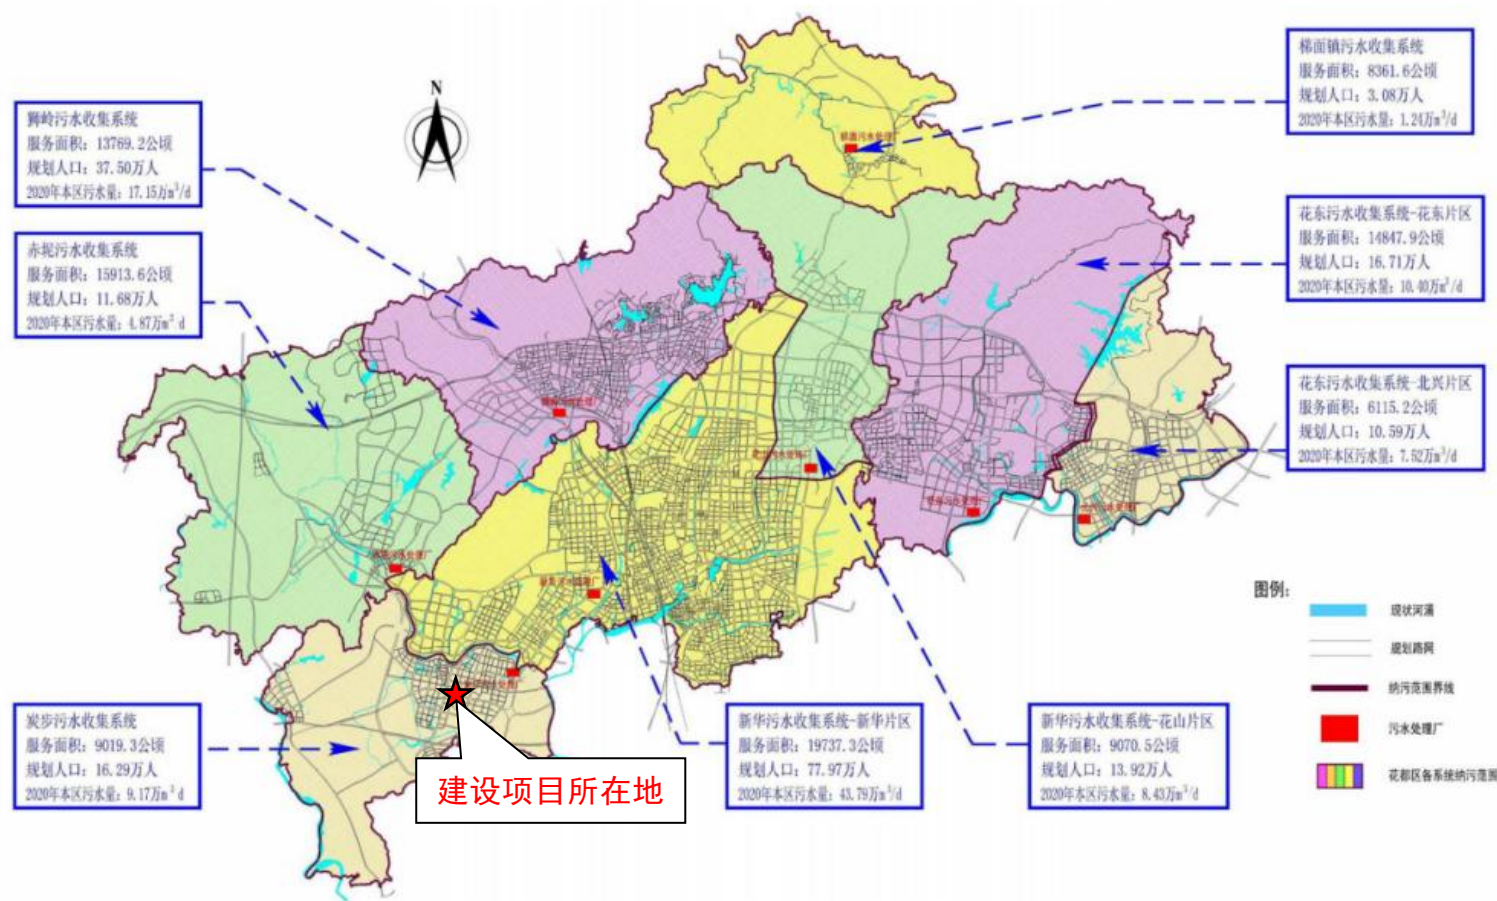 N
梯面镇污水收集系统
服务面积：8361.6公顷
规划人口：3.08万人
2020年本区污水量：1.24万m³/d
狮岭污水收集系统
服务面积：13769.2公顷
规划人口：37.50万人
2020年本区污水量：17.15万m³/d
花东污水收集系统-花东片区
服务面积：14847.9公顷
规划人口：16.71万人
2020年本区污水量：10.40万m³/d
赤坭污水收集系统
服务面积：15913.6公顷
规划人口：11.68万人
2020年本区污水量：4.87万m³ d
花东污水收集系统-北兴片区
服务面积：6115.2公顷
规划人口：10.59万人
2020年本区污水量：7.52万m³/d
梯面污水处理厂
图例：
现状河涌
规划路网
纳污范围界线
污水处理厂
花都区各系统纳污范围
炭步污水收集系统
服务面积：9019.3公顷
规划人口：16.29万人
2020年本区污水量：9.17万m³ d
建设项目所在地
新华污水收集系统-新华片区
服务面积：19737.3公顷
规划人口：77.97万人
2020年本区污水量：43.79万m³/d
新华污水收集系统-花山片区
服务面积：9070.5公顷
规划人口：13.92万人
2020年本区污水量：8.43万m³/d